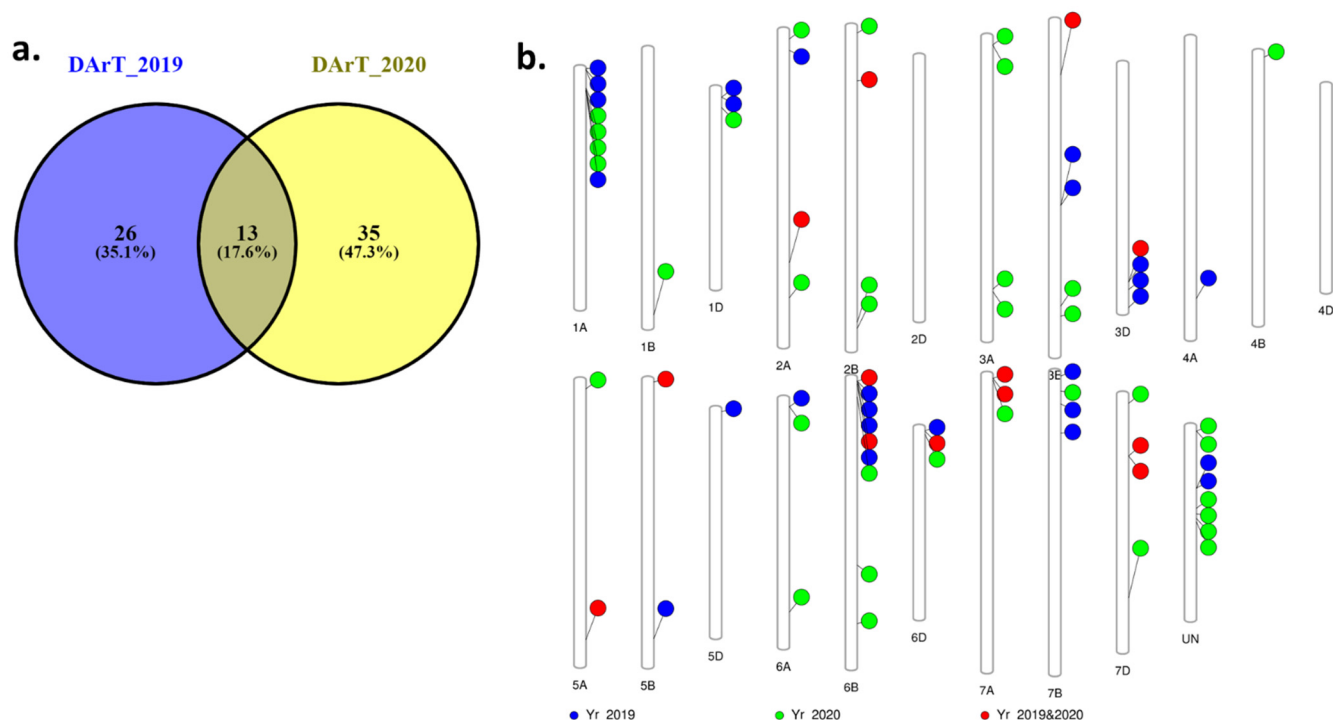 a.
DArT_2019 DArT_2020
26 13 35
(35.1%) (17.6%) (47.3%)
b.
1A 1B 1D 2A 2B 2D 3A 3B 3D 4A 4B 4D
5A 5B 5D 6A 6B 6D 7A 7B 7D UN
Yr 2019 Yr 2020 Yr 2019&2020